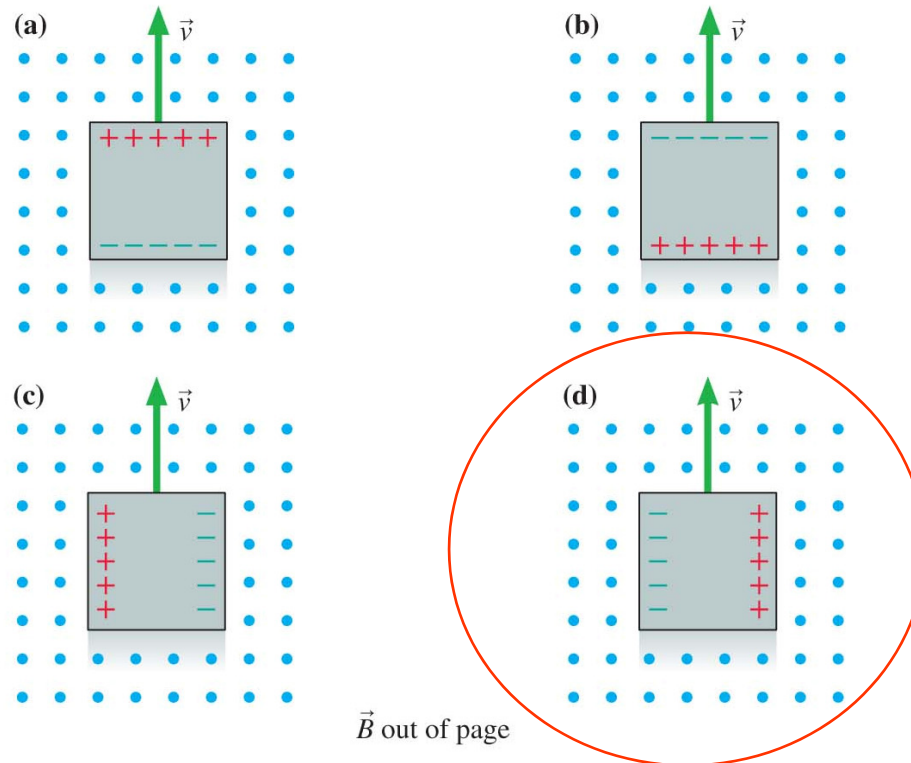 (a)
v⃗
(b)
v⃗
+ + + + +
– – – – –
– – – – –
+ + + + +
(c)
v⃗
(d)
v⃗
+ –
+ –
+ –
+ –
+ –
– +
– +
– +
– +
– +
B⃗ out of page